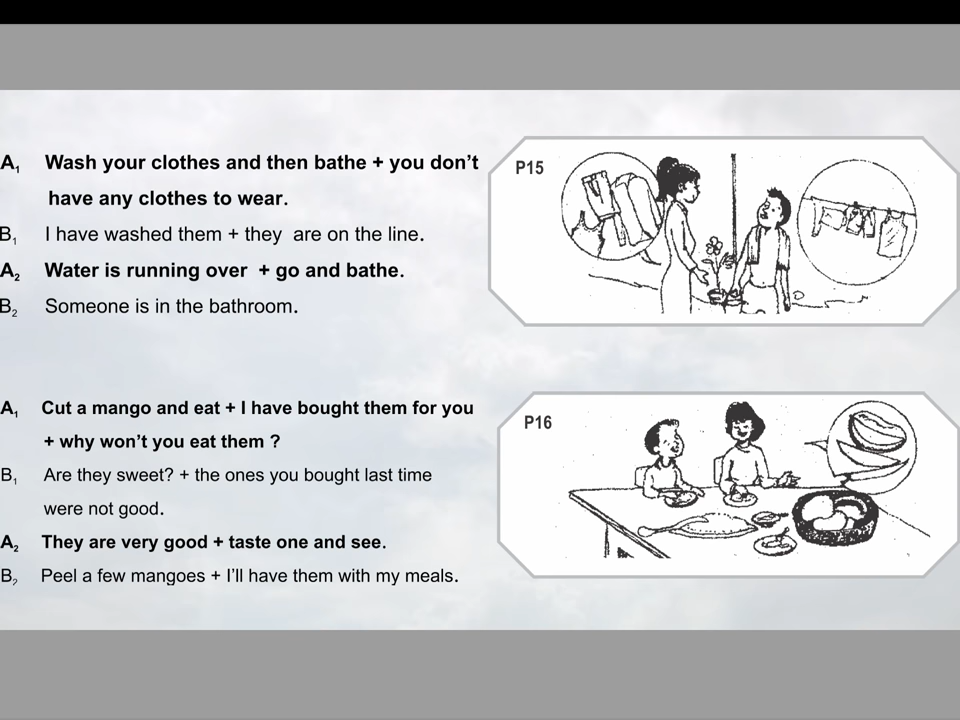 A1 Wash your clothes and then bathe + you don't
have any clothes to wear.
B1 I have washed them + they are on the line.
A2 Water is running over + go and bathe.
B2 Someone is in the bathroom.
P15
A1 Cut a mango and eat + I have bought them for you
+ why won't you eat them ?
B1 Are they sweet? + the ones you bought last time
were not good.
A2 They are very good + taste one and see.
B2 Peel a few mangoes + I'll have them with my meals.
P16